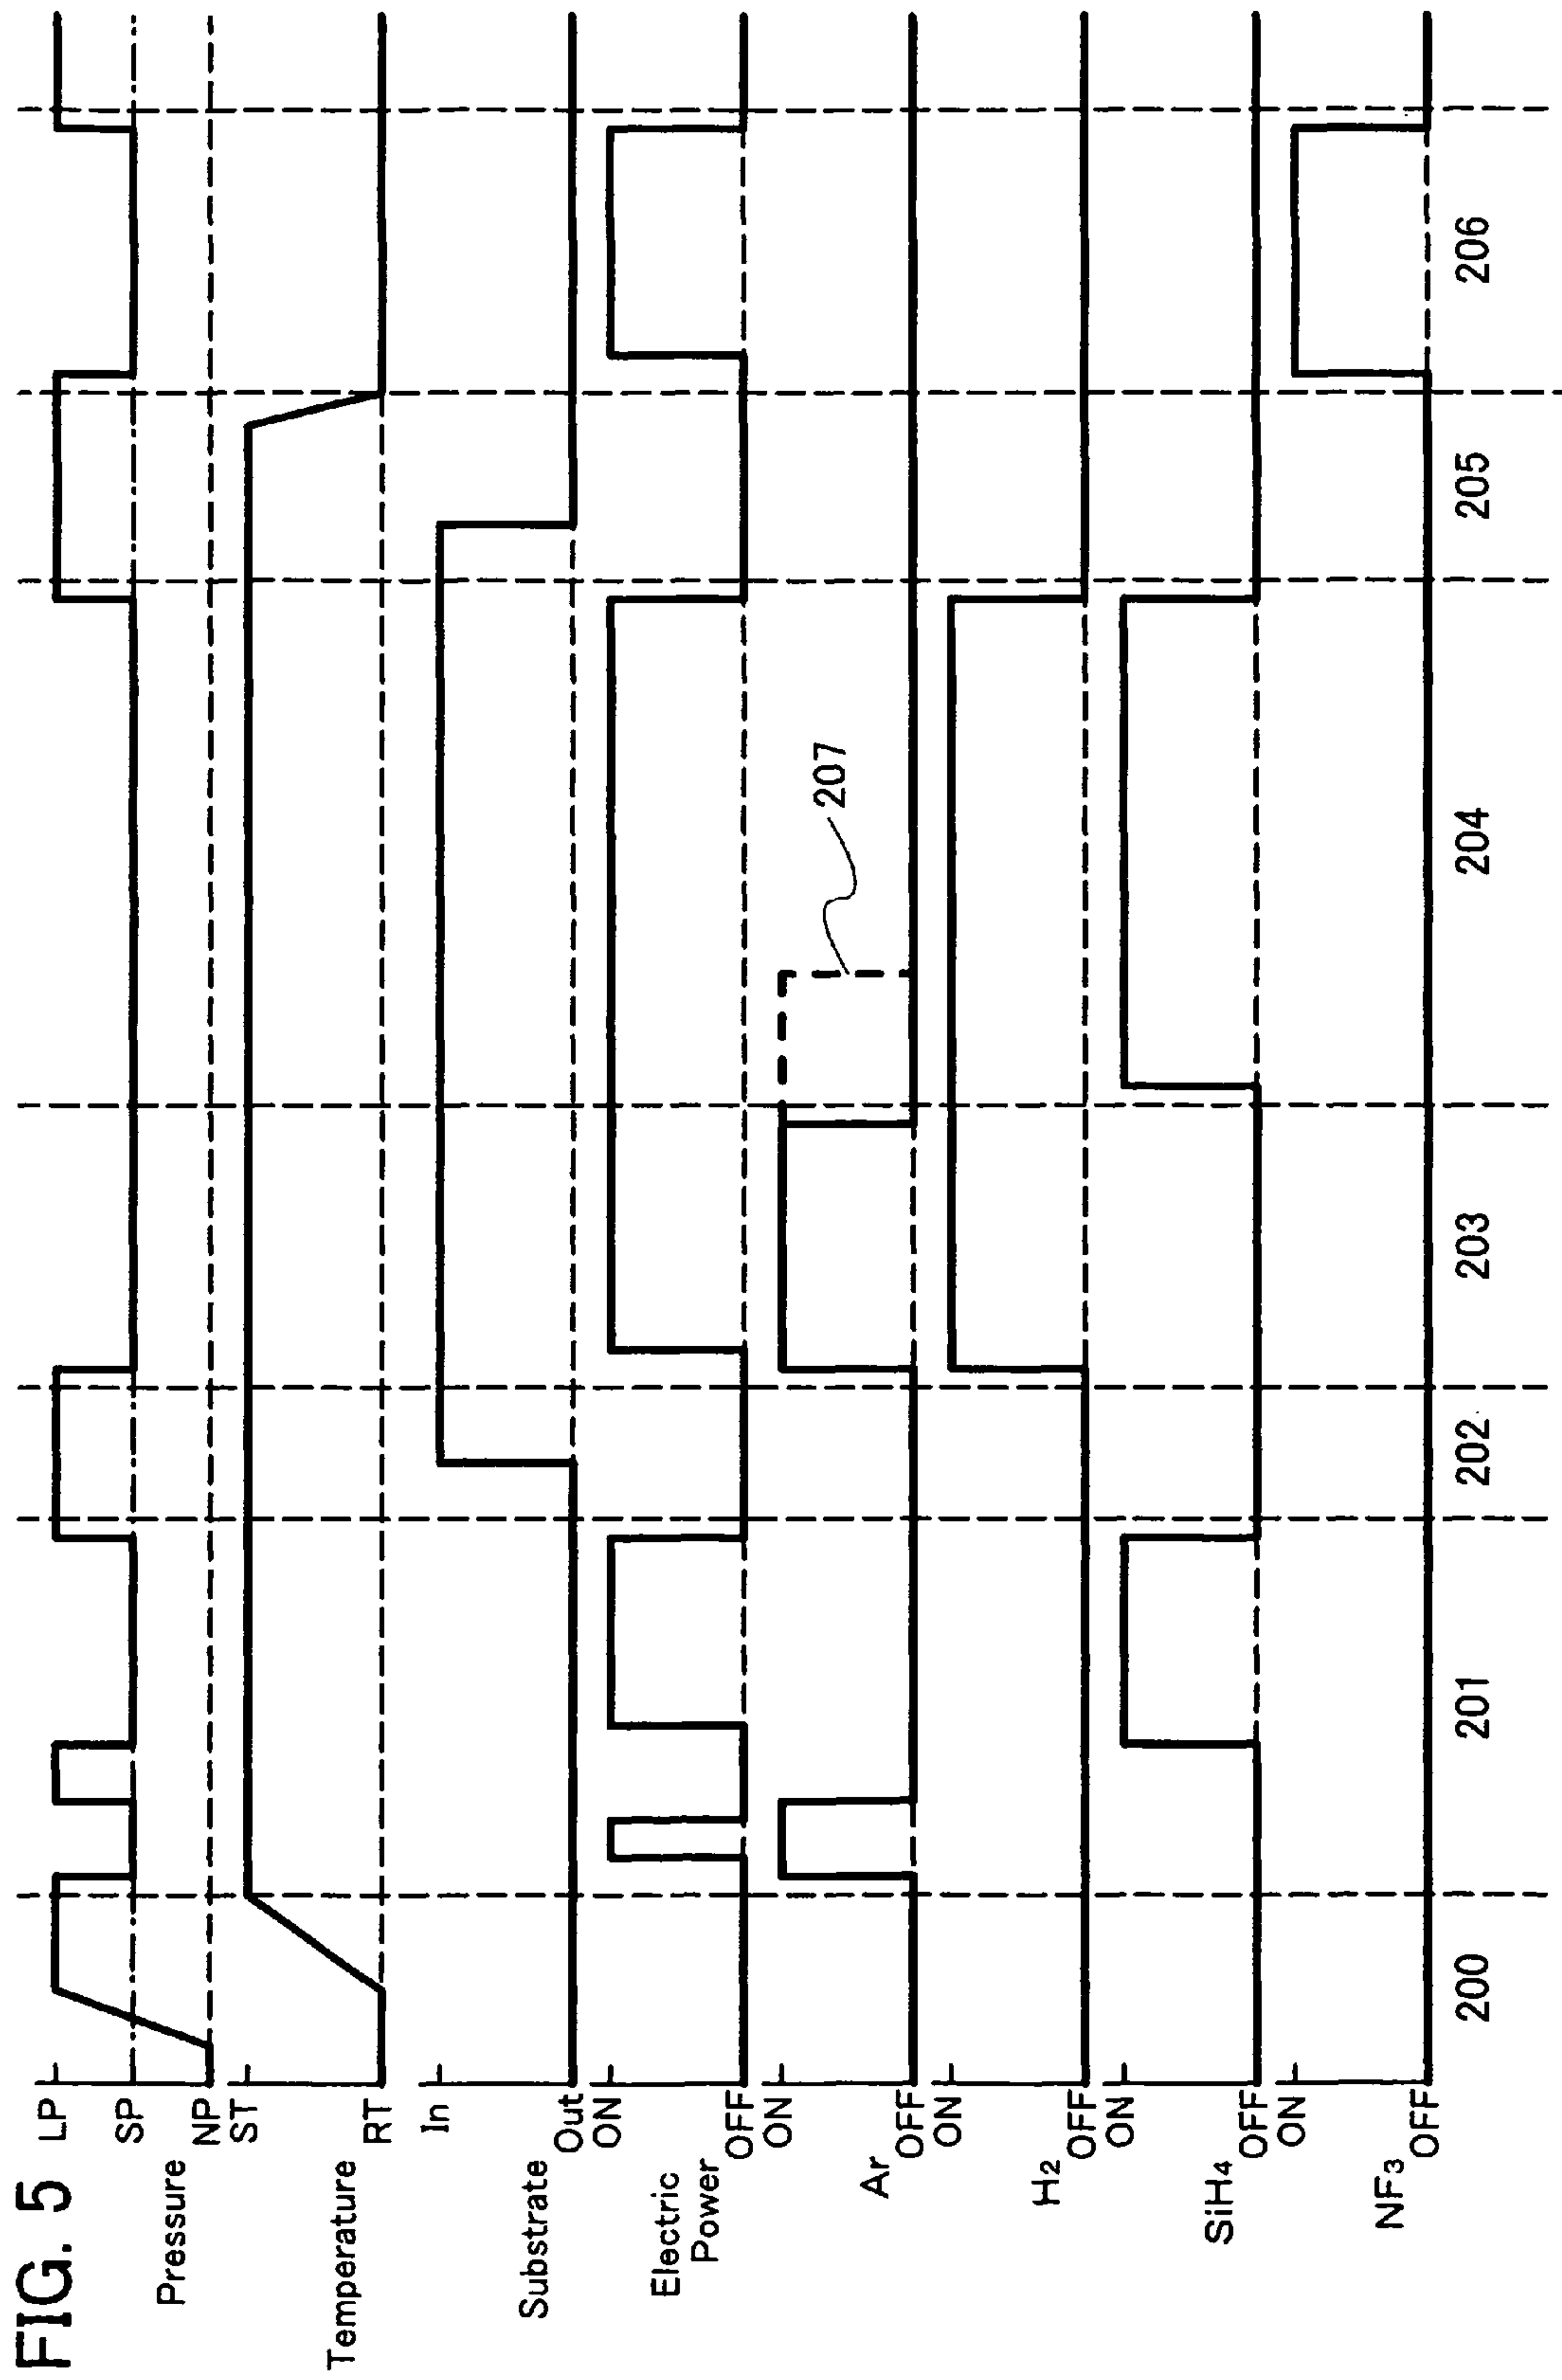 FIG. 5
Pressure
LP
SP
NP
Temperature
ST
RT
Substrate
In
Out
Electric
Power
ON
OFF
Ar
ON
OFF
207
H2
ON
OFF
SiH4
ON
OFF
NF3
ON
OFF
200 201 202 203 204 205 206